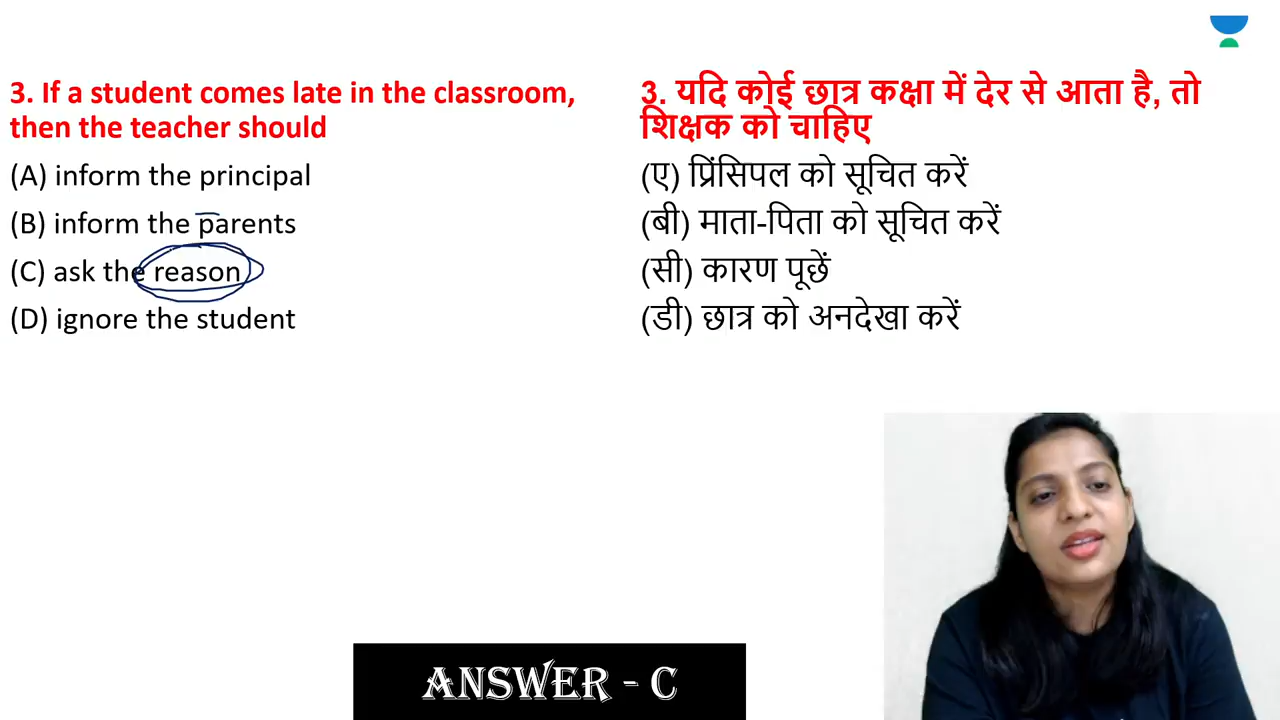 3. If a student comes late in the classroom,
then the teacher should
(A) inform the principal
(B) inform the parents
(C) ask the reason
(D) ignore the student
3. यदि कोई छात्र कक्षा में देर से आता है, तो
शिक्षक को चाहिए
(ए) प्रिंसिपल को सूचित करें
(बी) माता-पिता को सूचित करें
(सी) कारण पूछें
(डी) छात्र को अनदेखा करें
ANSWER - C